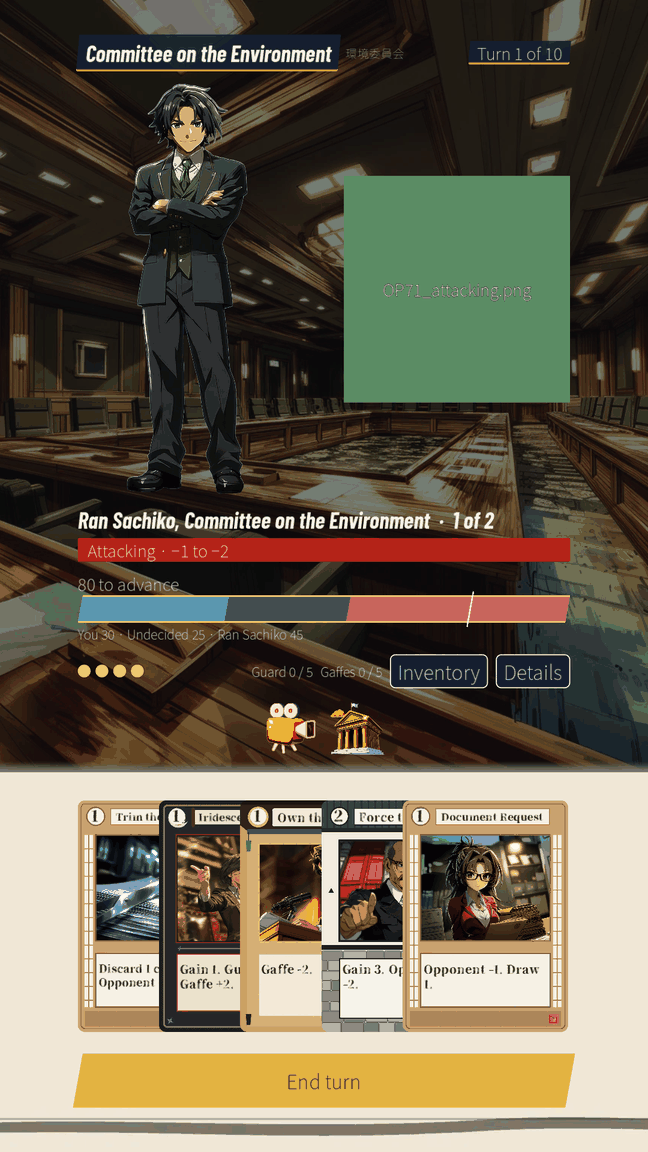 Committee on the Environment 環境委員会
Turn 1 of 10
OP71_attacking.png
Ran Sachiko, Committee on the Environment · 1 of 2
Attacking · −1 to −2
80 to advance
You 30 · Undecided 25 · Ran Sachiko 45
Guard 0 / 5 Gaffes 0 / 5
Inventory
Details
1 Trim
Discard 1
Opponent
1
Gain 1.
Gaffe +2.
1 Own
Gaffe -2.
2 Force
Gain 3.
-2.
1 Document Request
Opponent -1. Draw
1.
End turn